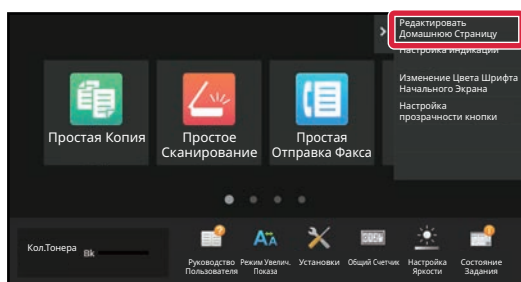 Редактировать
Домашнюю Страницу
Настройка индикации
Изменение Цвета Шрифта
Начального Экрана
Настройка
прозрачности кнопки
Простая Копия
Простое
Сканирование
Простая
Отправка Факса
Кол.Тонера
Bk
Руководство
Пользователя
Режим Увелич.
Показа
Установки
Общий Счетчик
Настройка
Яркости
Состояние
Задания